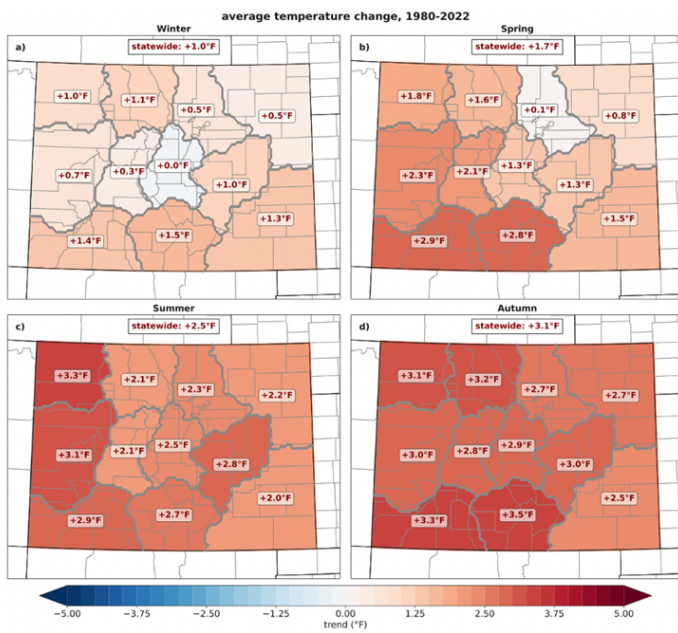 average temperature change, 1980-2022
Winter
a)
statewide: +1.0°F
+1.0°F
+1.1°F
+0.5°F
+0.5°F
+0.7°F
+0.3°F
+0.0°F
+1.0°F
+1.3°F
+1.4°F
+1.5°F
Spring
b)
statewide: +1.7°F
+1.8°F
+1.6°F
+0.1°F
+0.8°F
+2.3°F
+2.1°F
+1.3°F
+1.3°F
+1.5°F
+2.9°F
+2.8°F
Summer
c)
statewide: +2.5°F
+3.3°F
+2.1°F
+2.3°F
+2.2°F
+3.1°F
+2.1°F
+2.5°F
+2.8°F
+2.0°F
+2.9°F
+2.7°F
Autumn
d)
statewide: +3.1°F
+3.1°F
+3.2°F
+2.7°F
+2.7°F
+3.0°F
+2.8°F
+2.9°F
+3.0°F
+2.5°F
+3.3°F
+3.5°F
−5.00 −3.75 −2.50 −1.25 0.00 1.25 2.50 3.75 5.00
trend (°F)